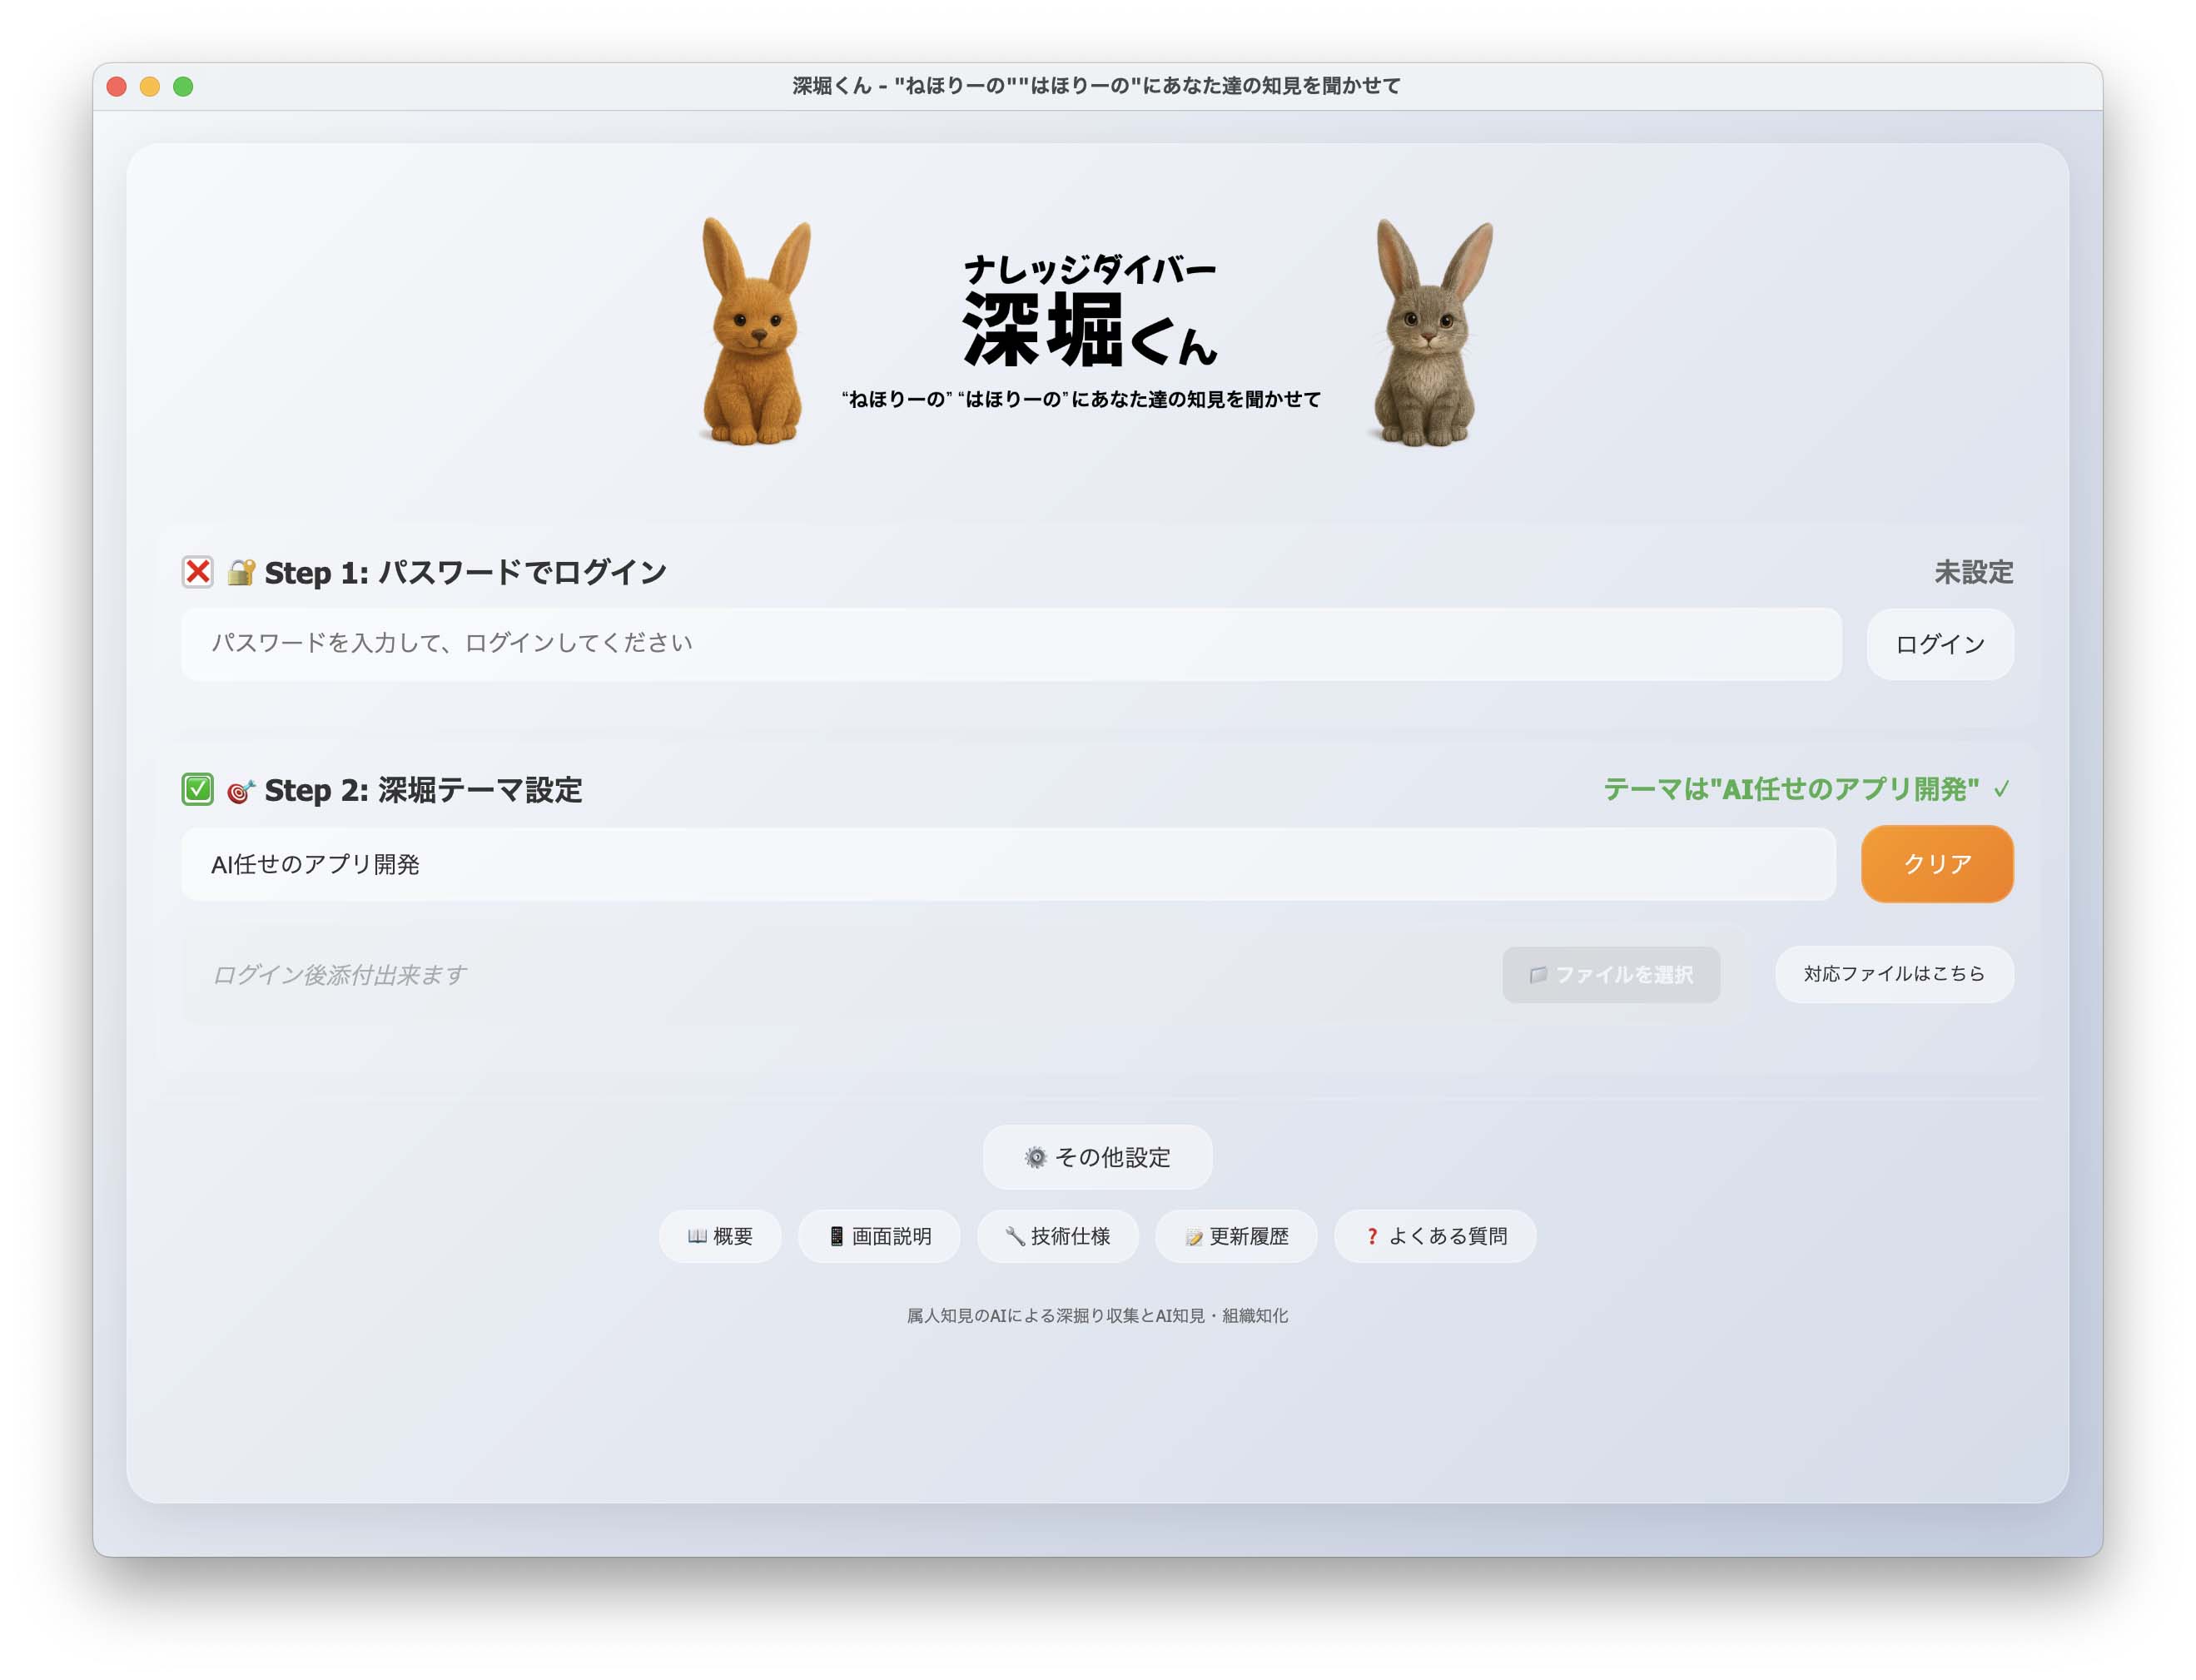 深堀くん - "ねほりーの""はほりーの"にあなた達の知見を聞かせて
ナレッジダイバー
深堀くん
“ねほりーの” “はほりーの” にあなた達の知見を聞かせて
Step 1: パスワードでログイン
未設定
パスワードを入力して、ログインしてください
ログイン
Step 2: 深堀テーマ設定
テーマは"AI任せのアプリ開発" ✓
AI任せのアプリ開発
クリア
ログイン後添付出来ます
ファイルを選択
対応ファイルはこちら
その他設定
概要
画面説明
技術仕様
更新履歴
❓ よくある質問
属人知見のAIによる深掘り収集とAI知見・組織知化